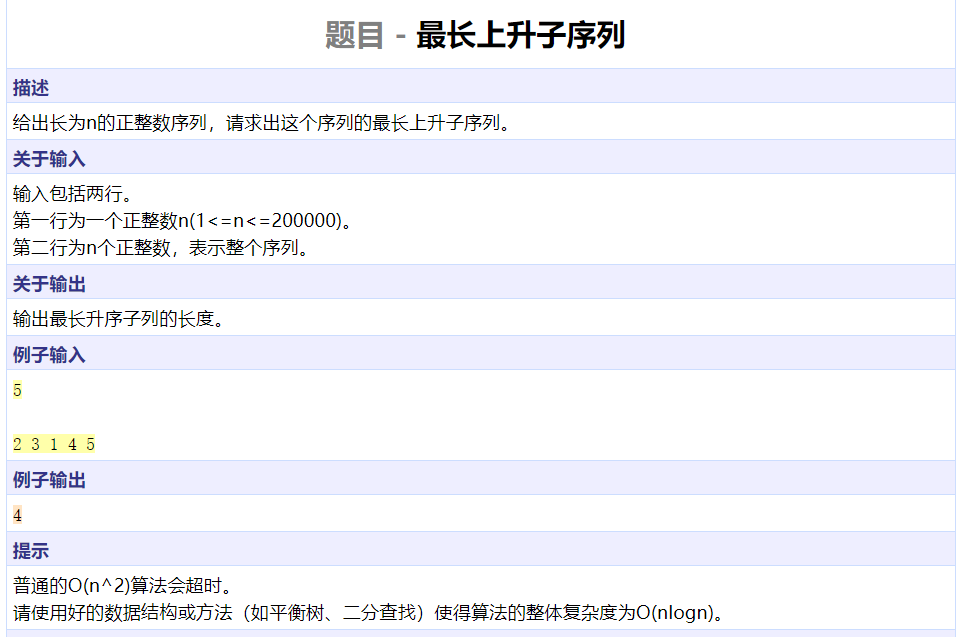 题目 - 最长上升子序列
描述
给出长为n的正整数序列，请求出这个序列的最长上升子序列。
关于输入
输入包括两行。
第一行为一个正整数n(1<=n<=200000)。
第二行为n个正整数，表示整个序列。
关于输出
输出最长升序子列的长度。
例子输入
5
2 3 1 4 5
例子输出
4
提示
普通的O(n^2)算法会超时。
请使用好的数据结构或方法（如平衡树、二分查找）使得算法的整体复杂度为O(nlogn)。